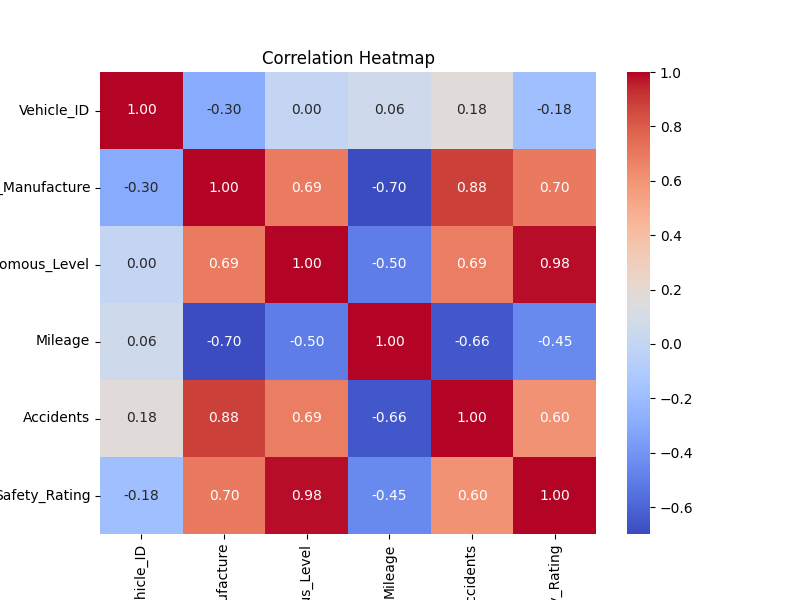 Correlation Heatmap
Vehicle_ID 1.00 -0.30 0.00 0.06 0.18 -0.18
_Manufacture -0.30 1.00 0.69 -0.70 0.88 0.70
omous_Level 0.00 0.69 1.00 -0.50 0.69 0.98
Mileage 0.06 -0.70 -0.50 1.00 -0.66 -0.45
Accidents 0.18 0.88 0.69 -0.66 1.00 0.60
Safety_Rating -0.18 0.70 0.98 -0.45 0.60 1.00
hicle_ID
ufacture
us_Level
Mileage
ccidents
y_Rating
1.0
0.8
0.6
0.4
0.2
0.0
−0.2
−0.4
−0.6